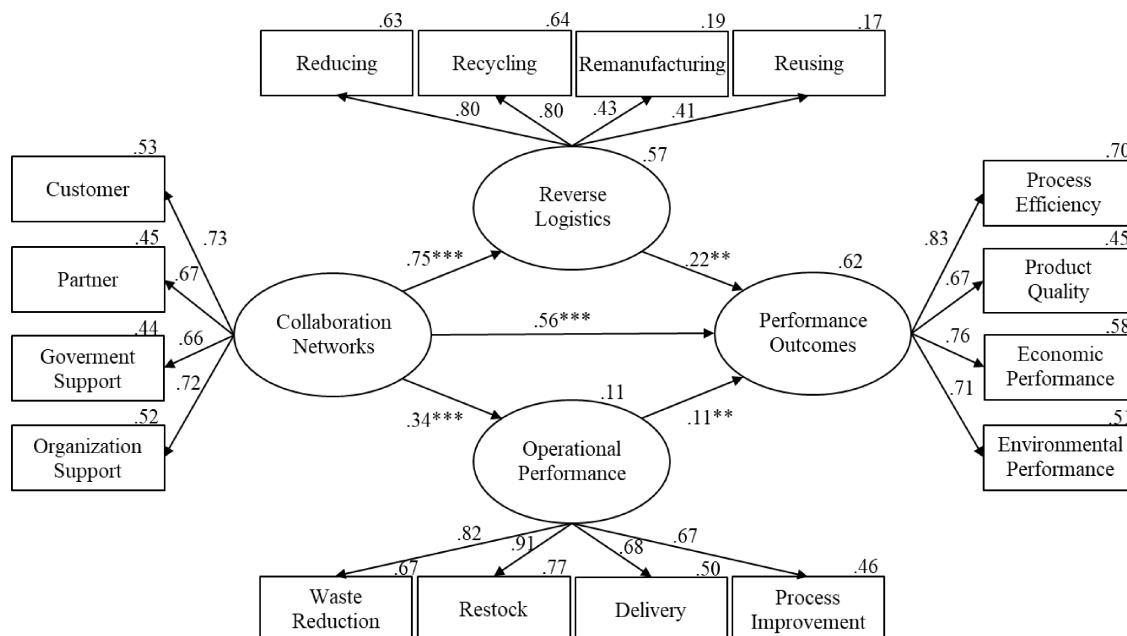 .63
.64
.19
.17
Reducing
Recycling
Remanufacturing
Reusing
.80
.80
.43
.41
.53
Customer
.57
Reverse
Logistics
.70
Process
Efficiency
.73
.83
.45
Partner
.67
.75***
.22**
.62
.45
Product
Quality
.67
.44
Goverment
Support
.66
Collaboration
Networks
.56***
Performance
Outcomes
.76
.58
Economic
Performance
.72
.34***
.11
.11**
.71
.52
Organization
Support
Operational
Performance
.51
Environmental
Performance
.82
.91
.68
.67
.67
.77
.50
.46
Waste
Reduction
Restock
Delivery
Process
Improvement